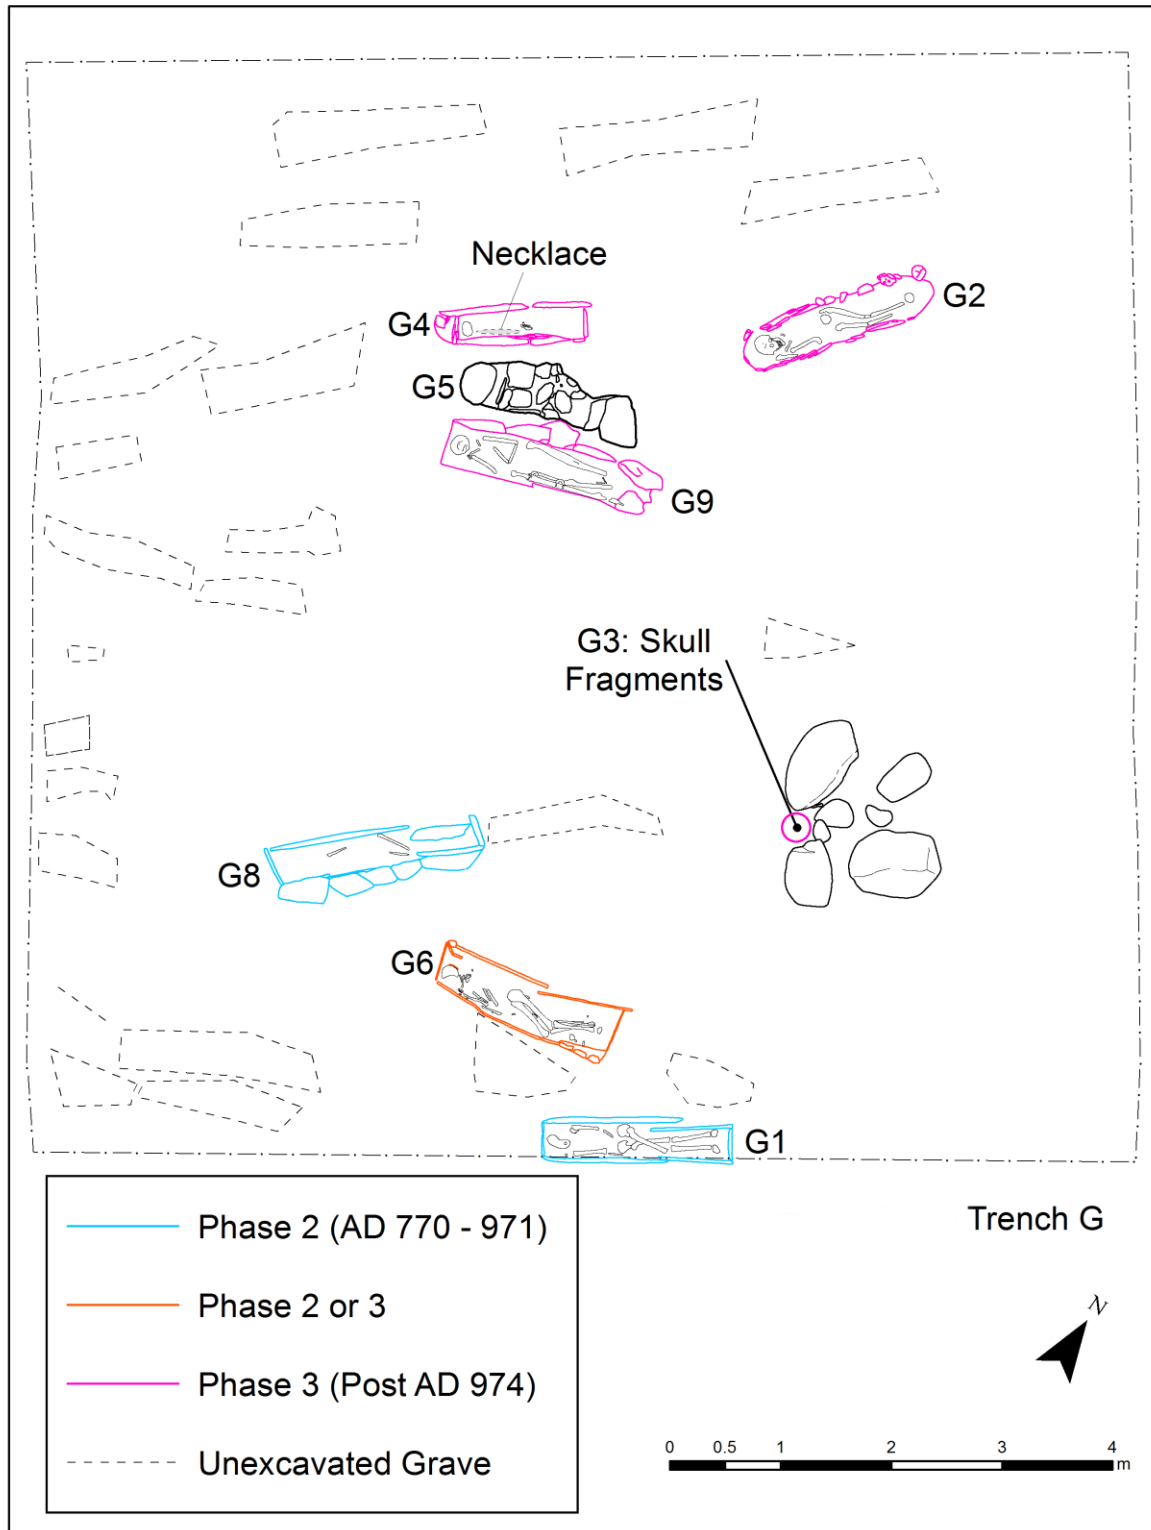 Necklace
G4
G2
G5
G9
G3: Skull
Fragments
G8
G6
G1
Phase 2 (AD 770 - 971)
Phase 2 or 3
Phase 3 (Post AD 974)
Unexcavated Grave
Trench G
N
0 0.5 1 2 3 4
m